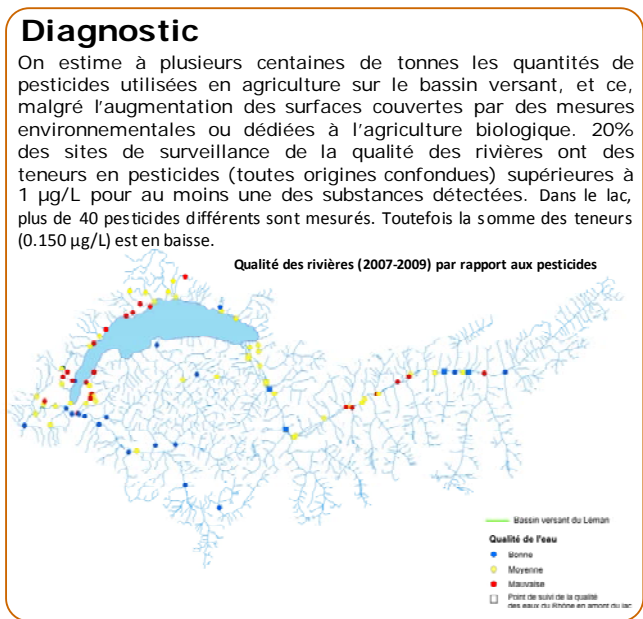 Diagnostic
On estime à plusieurs centaines de tonnes les quantités de
pesticides utilisées en agriculture sur le bassin versant, et ce,
malgré l'augmentation des surfaces couvertes par des mesures
environnementales ou dédiées à l'agriculture biologique. 20%
des sites de surveillance de la qualité des rivières ont des
teneurs en pesticides (toutes origines confondues) supérieures à
1 µg/L pour au moins une des substances détectées. Dans le lac,
plus de 40 pesticides différents sont mesurés. Toutefois la somme des teneurs
(0.150 µg/L) est en baisse.
Qualité des rivières (2007-2009) par rapport aux pesticides
Bassin versant du Léman
Qualité de l'eau
Bonne
Moyenne
Mauvaise
Point de suivi de la qualité
des eaux du Rhône en amont du lac